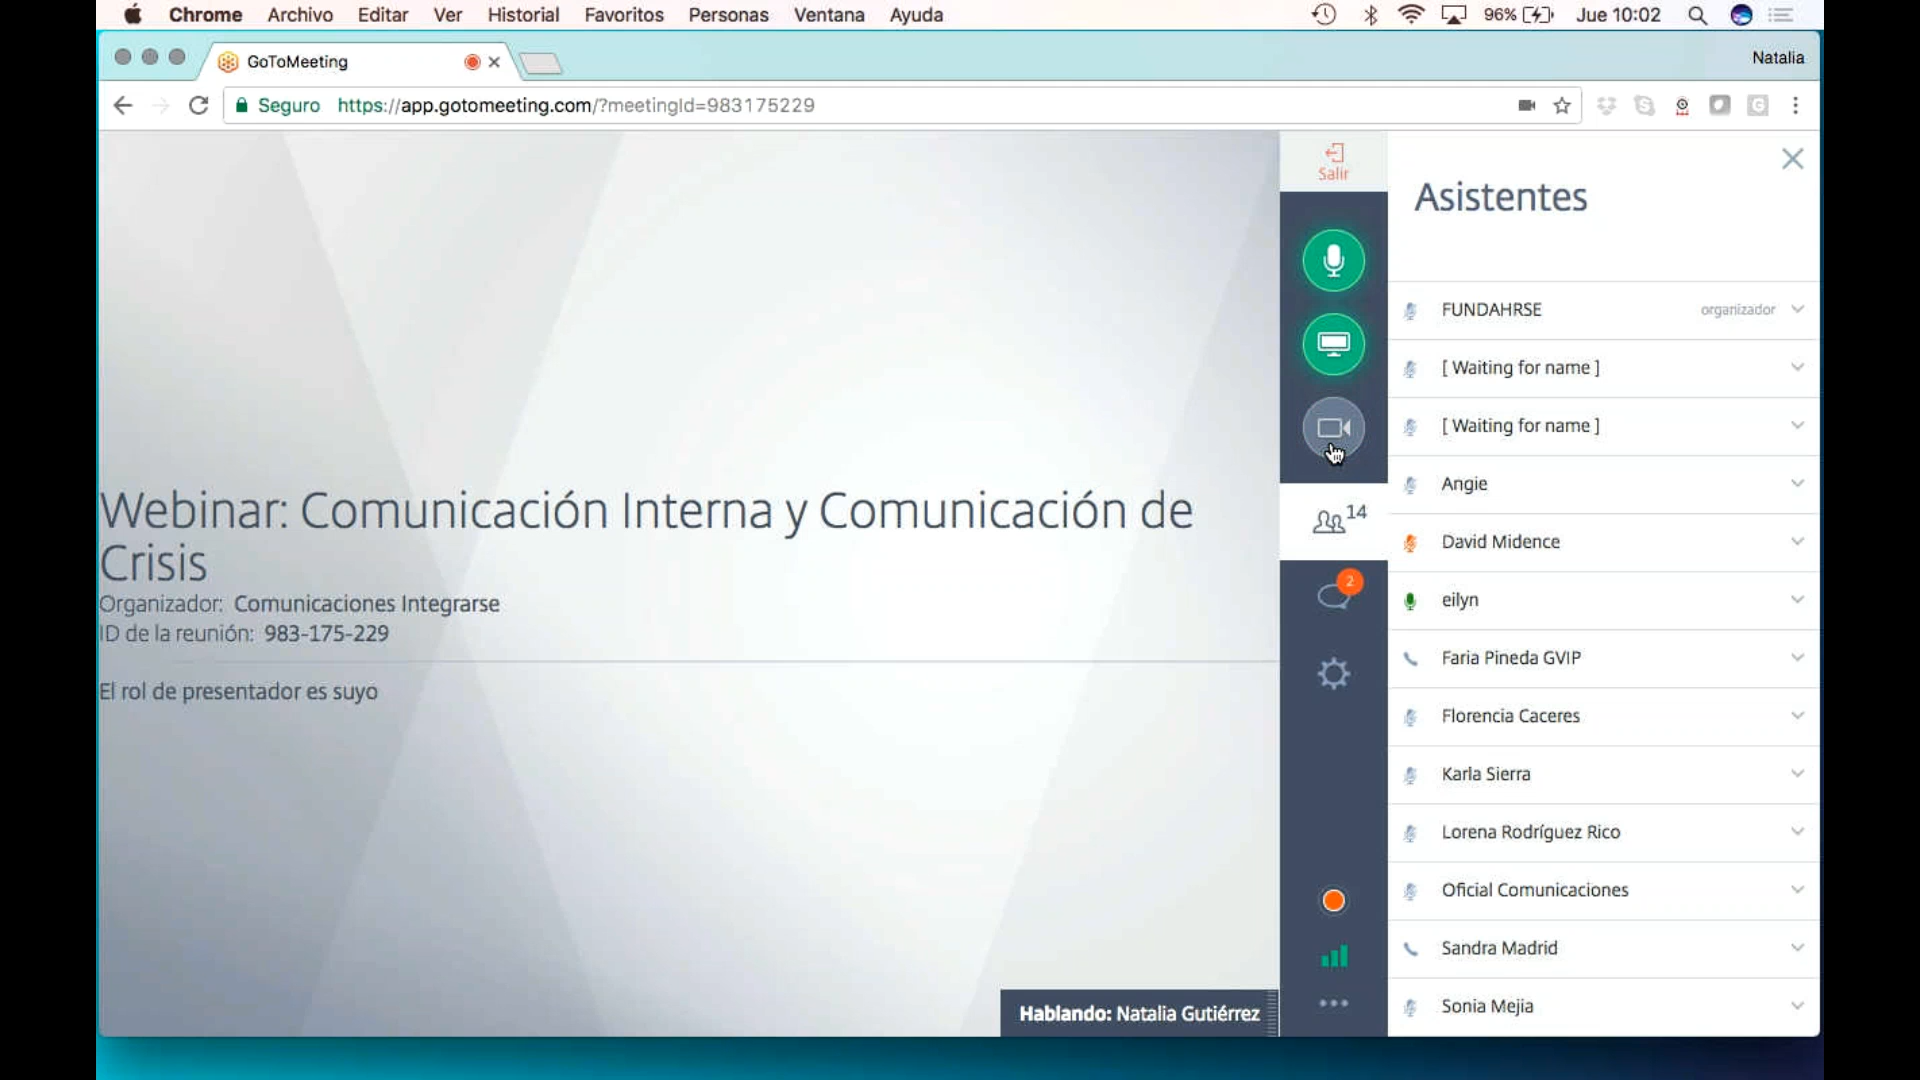 Chrome Archivo Editar Ver Historial Favoritos Personas Ventana Ayuda 96% Jue 10:02
GoToMeeting Natalia
Seguro https://app.gotomeeting.com/?meetingId=983175229
Salir
Asistentes
FUNDAHRSE organizador
[ Waiting for name ]
[ Waiting for name ]
Angie
14
David Midence
2
eilyn
Faria Pineda GVIP
Florencia Caceres
Karla Sierra
Lorena Rodríguez Rico
Oficial Comunicaciones
Sandra Madrid
Sonia Mejia
Webinar: Comunicación Interna y Comunicación de
Crisis
Organizador: Comunicaciones Integrarse
ID de la reunión: 983-175-229
El rol de presentador es suyo
Hablando: Natalia Gutiérrez